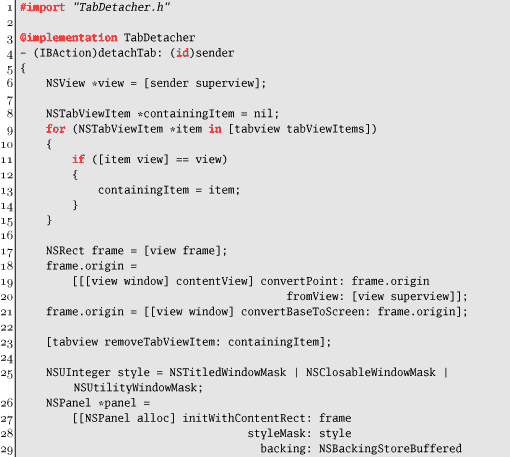 1 #import "TabDetacher.h"
2
3 @implementation TabDetacher
4 - (IBAction)detachTab: (id)sender
5 {
6     NSView *view = [sender superview];
7
8     NSTabViewItem *containingItem = nil;
9     for (NSTabViewItem *item in [tabview tabViewItems])
10     {
11         if ([item view] == view)
12         {
13             containingItem = item;
14         }
15     }
16
17     NSRect frame = [view frame];
18     frame.origin =
19         [[[view window] contentView] convertPoint: frame.origin
20                                          fromView: [view superview]];
21     frame.origin = [[view window] convertBaseToScreen: frame.origin];
22
23     [tabview removeTabViewItem: containingItem];
24
25     NSUInteger style = NSTitledWindowMask | NSClosableWindowMask |
        NSUtilityWindowMask;
26     NSPanel *panel =
27         [[NSPanel alloc] initWithContentRect: frame
28                                    styleMask: style
29                                      backing: NSBackingStoreBuffered